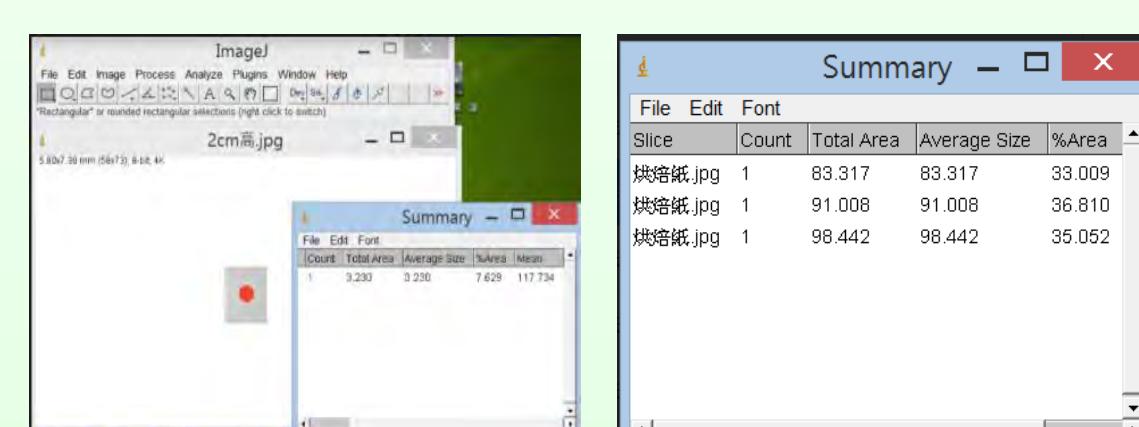 ImageJ
File Edit Image Process Analyze Plugins Window Help
"Rectangular" or rounded rectangular selections (right click to switch)
2cm高.jpg
Summary
File Edit Font
Count Total Area Average Size %Area Mean
1 3.230 3.230 7.629 117.734
Summary
File Edit Font
Slice Count Total Area Average Size %Area
烘焙紙.jpg 1 83.317 83.317 33.009
烘焙紙.jpg 1 91.008 91.008 36.810
烘焙紙.jpg 1 98.442 98.442 35.052